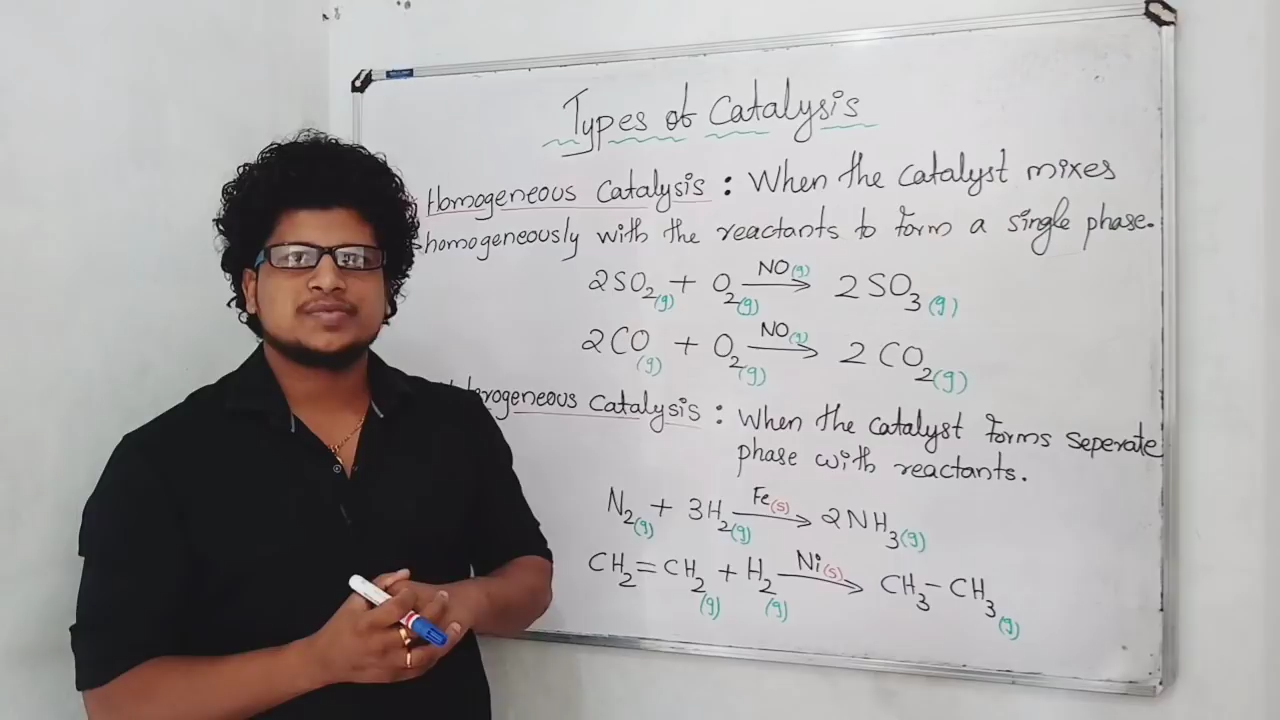 Types of Catalysis
Homogeneous Catalysis : When the catalyst mixes
homogeneously with the reactants to form a single phase.
2SO₂(g) + O₂(g) NO(g)⟶ 2SO₃(g)
2CO(g) + O₂(g) NO(g)⟶ 2CO₂(g)
erogeneous Catalysis : When the catalyst forms seperate
phase with reactants.
N₂(g) + 3H₂(g) Fe(s)⟶ 2NH₃(g)
CH₂=CH₂(g) + H₂(g) Ni(s)⟶ CH₃-CH₃(g)